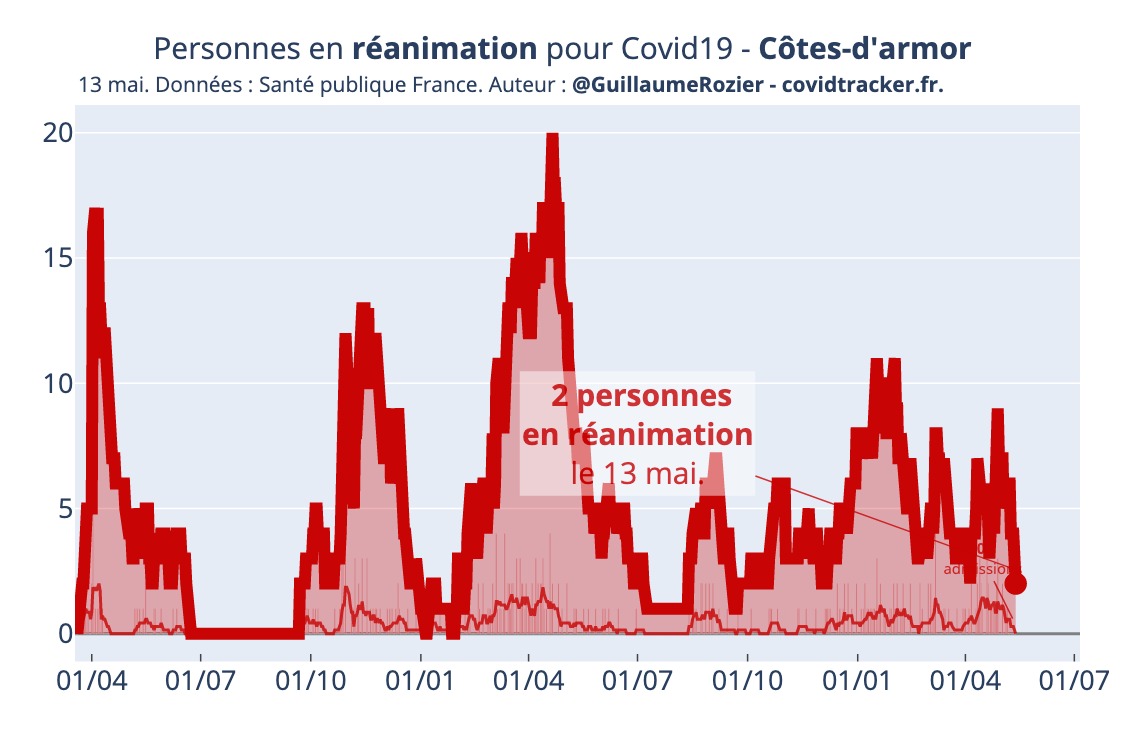 Personnes en réanimation pour Covid19 - Côtes-d'armor
13 mai. Données : Santé publique France. Auteur : @GuillaumeRozier - covidtracker.fr.
20
15
10
5
0
2 personnes
en réanimation
le 13 mai.
0
admissions
01/04 01/07 01/10 01/01 01/04 01/07 01/10 01/01 01/04 01/07